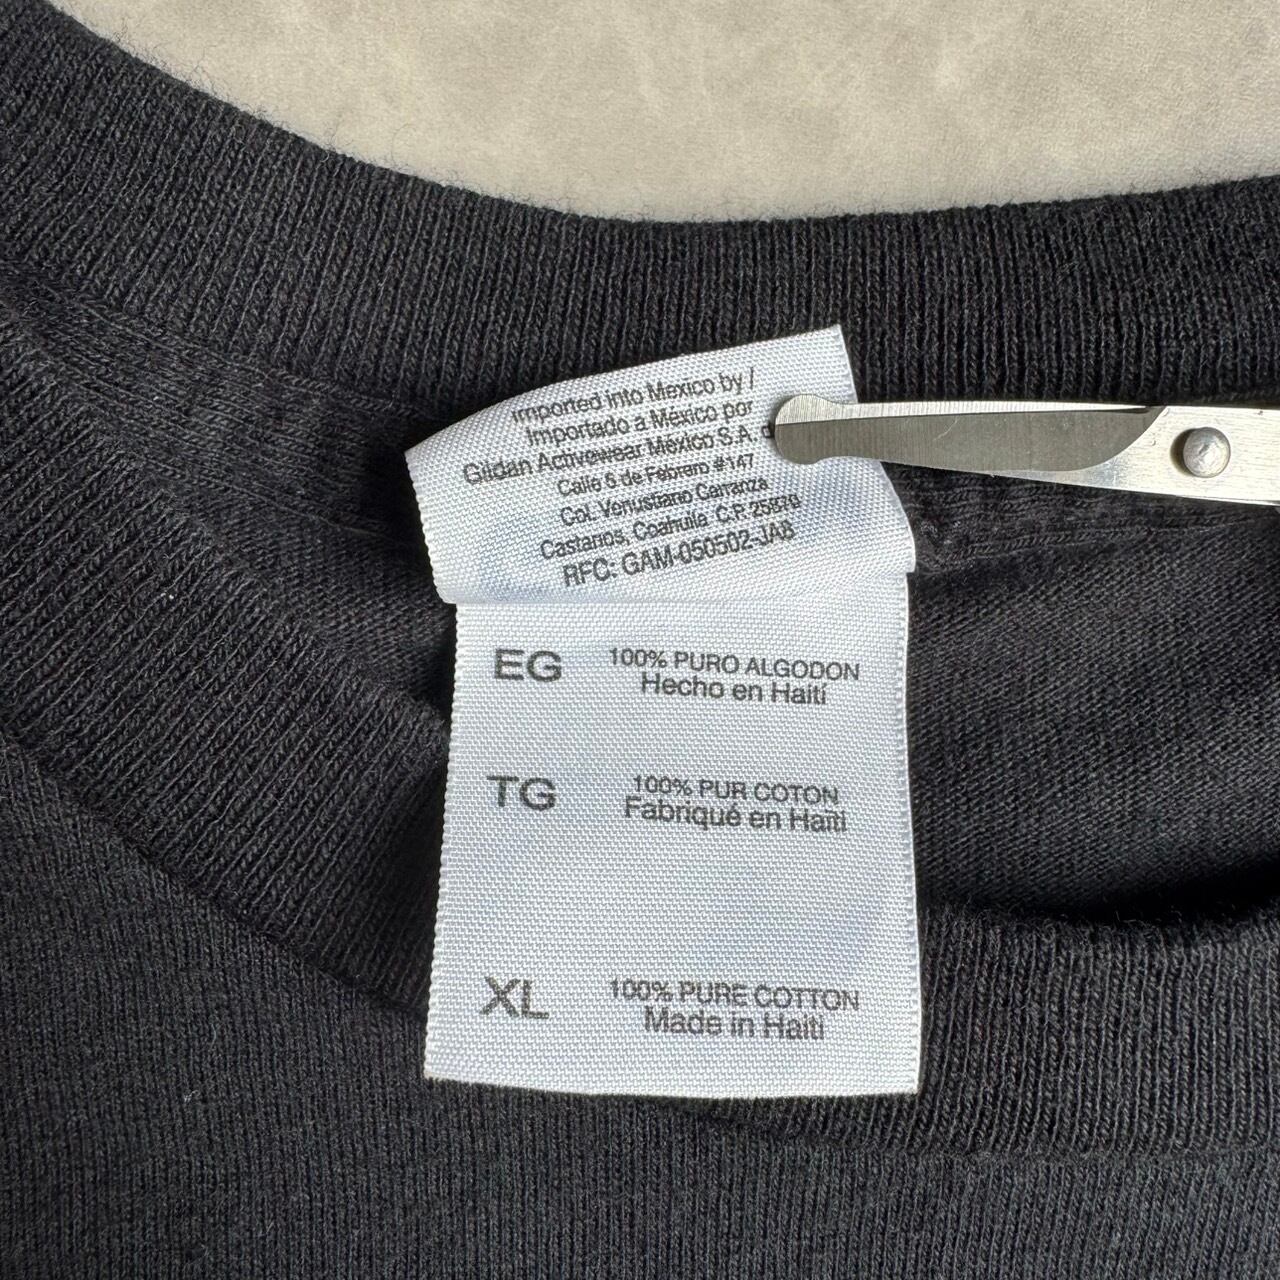 Imported into Mexico by /
Importado a México por
Gildan Activewear México S.A.
Calle 6 de Febrero #147
Col. Venustiano Carranza
Castaños, Coahuila C.P. 25870
RFC: GAM-050502-JA8
EG 100% PURO ALGODON
Hecho en Haití
TG 100% PUR COTON
Fabriqué en Haïti
XL 100% PURE COTTON
Made in Haiti